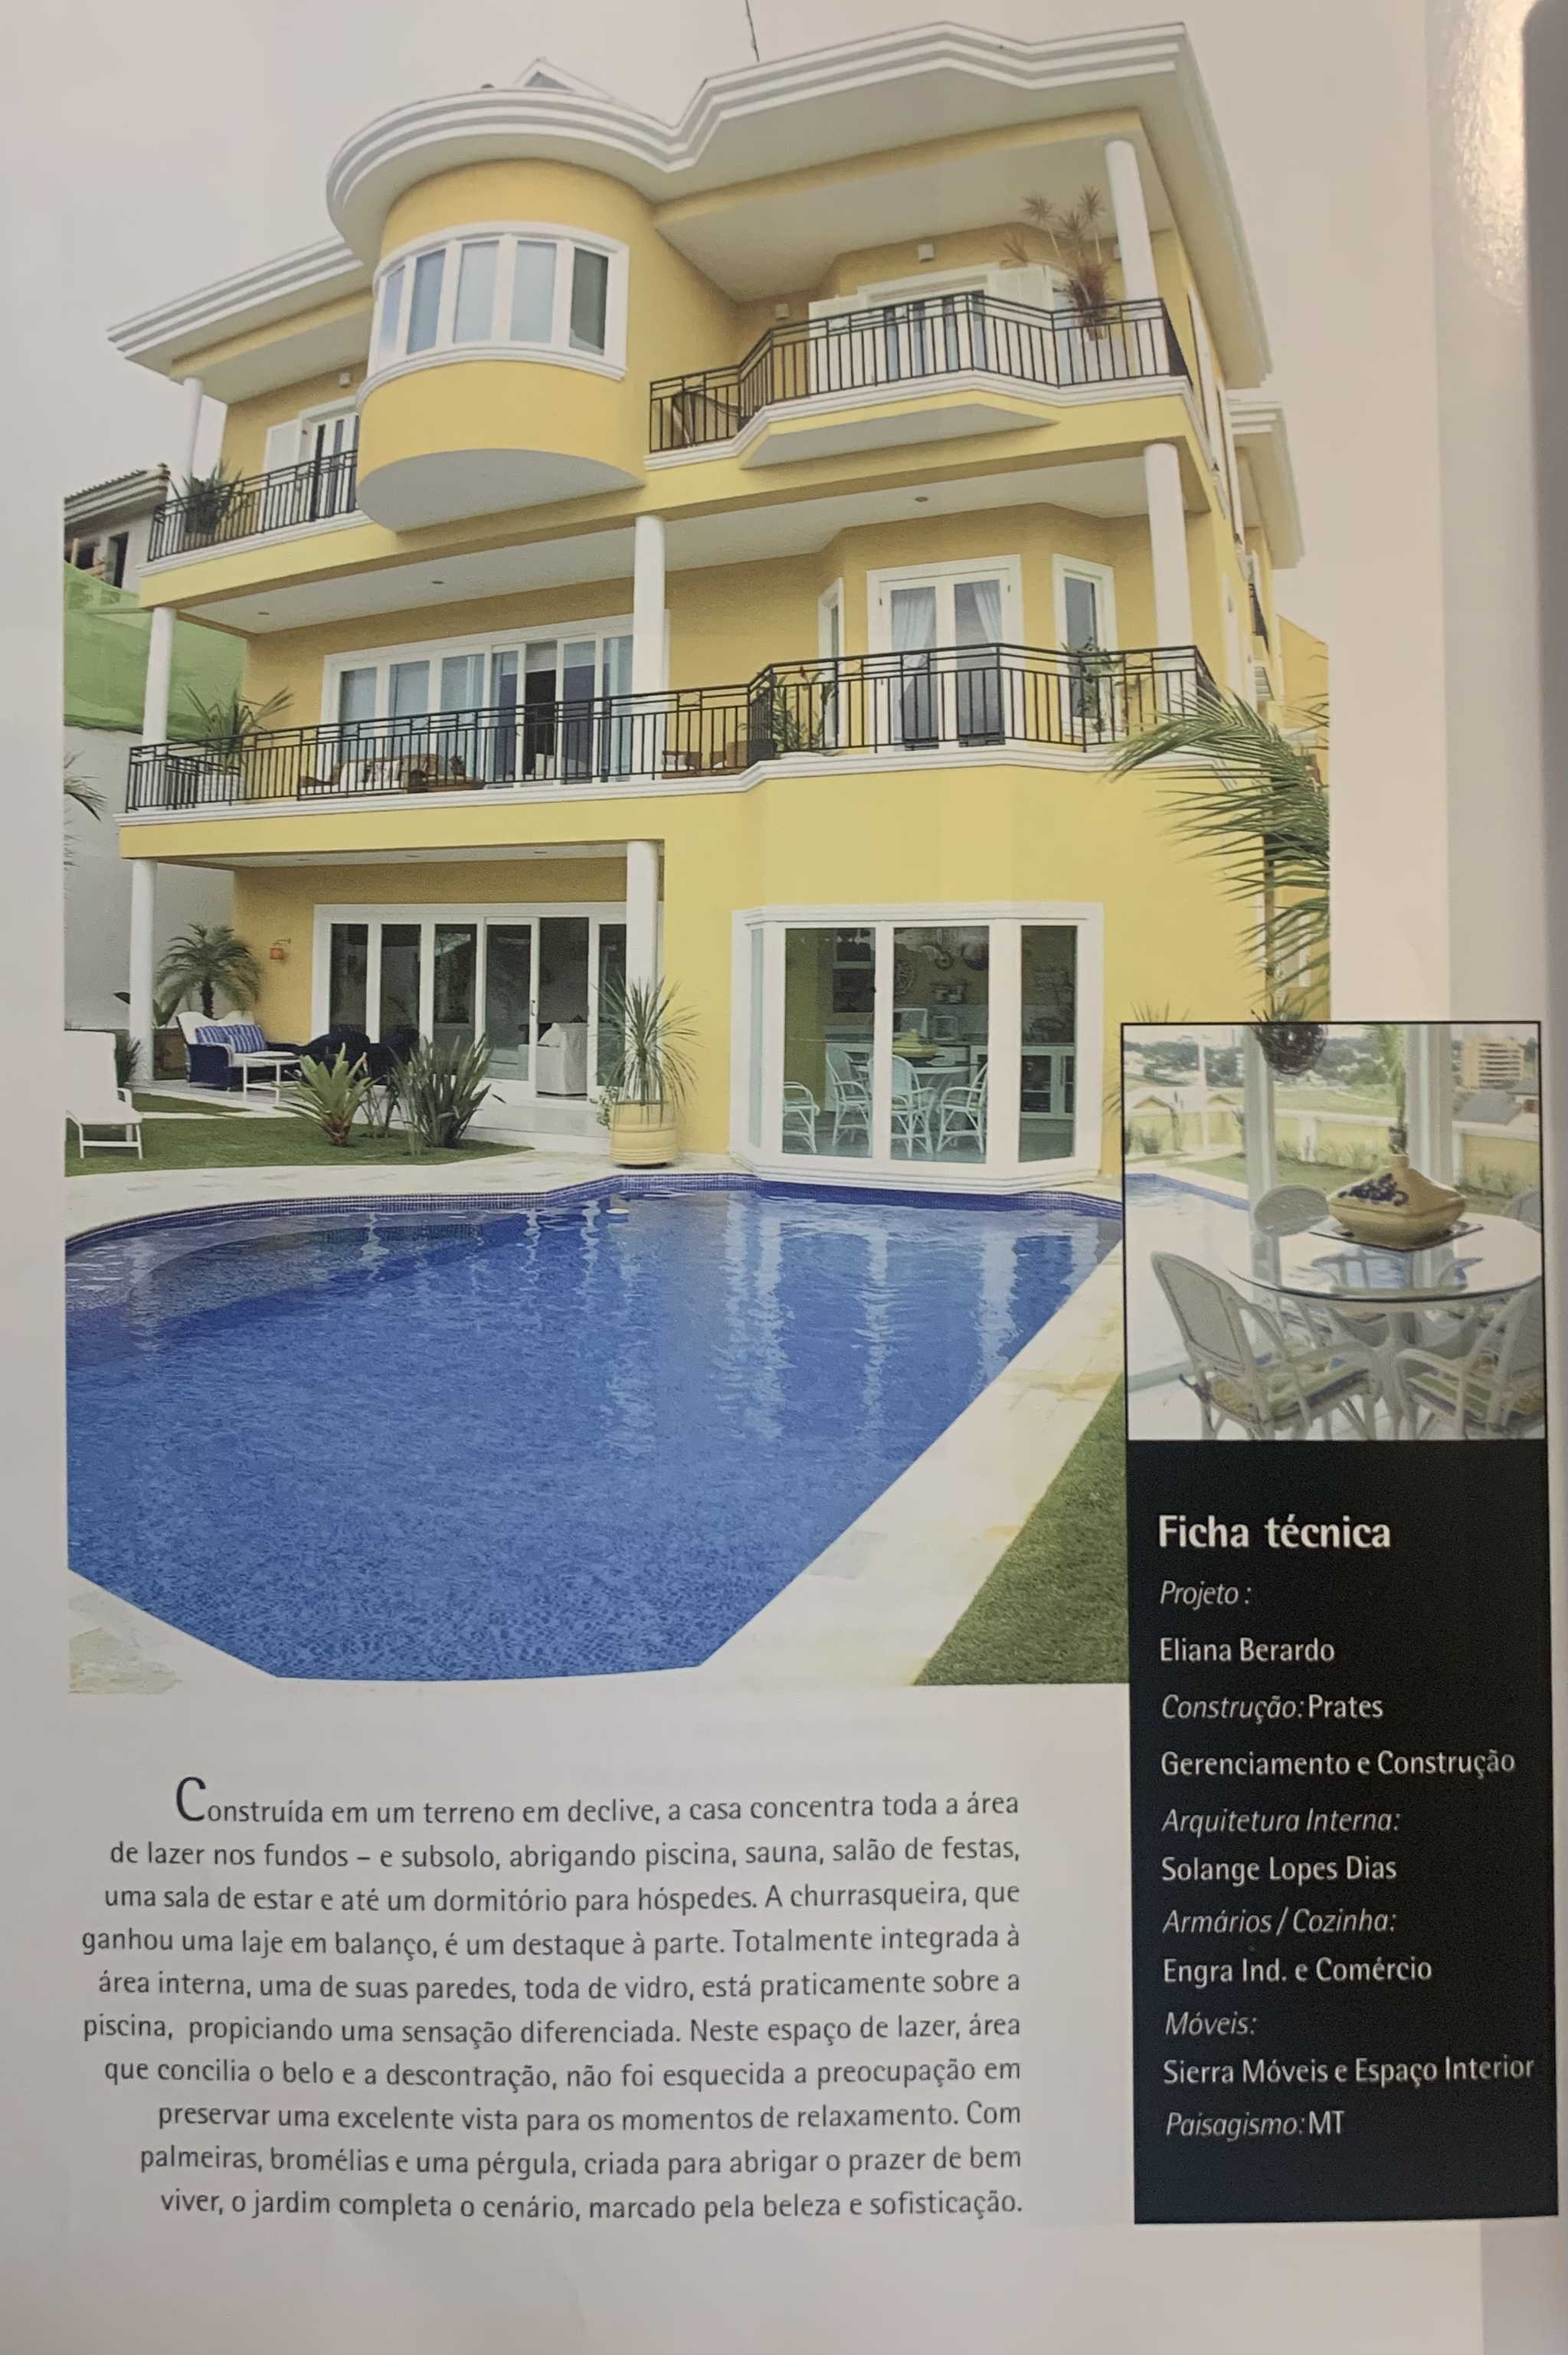 Construída em um terreno em declive, a casa concentra toda a área
de lazer nos fundos – e subsolo, abrigando piscina, sauna, salão de festas,
uma sala de estar e até um dormitório para hóspedes. A churrasqueira, que
ganhou uma laje em balanço, é um destaque à parte. Totalmente integrada à
área interna, uma de suas paredes, toda de vidro, está praticamente sobre a
piscina, propiciando uma sensação diferenciada. Neste espaço de lazer, área
que concilia o belo e a descontração, não foi esquecida a preocupação em
preservar uma excelente vista para os momentos de relaxamento. Com
palmeiras, bromélias e uma pérgula, criada para abrigar o prazer de bem
viver, o jardim completa o cenário, marcado pela beleza e sofisticação.
Ficha técnica
Projeto :
Eliana Berardo
Construção: Prates
Gerenciamento e Construção
Arquitetura Interna:
Solange Lopes Dias
Armários / Cozinha:
Engra Ind. e Comércio
Móveis:
Sierra Móveis e Espaço Interior
Paisagismo: MT